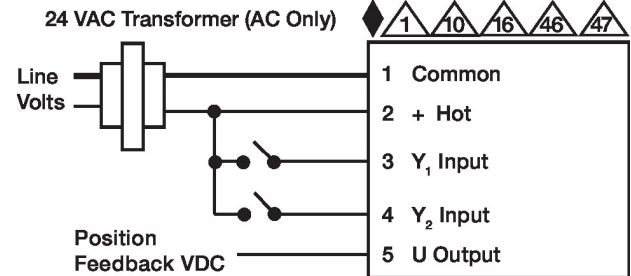 24 VAC Transformer (AC Only)
1 10 16 46 47
Line
Volts
1 Common
2 + Hot
3 Y1 Input
4 Y2 Input
5 U Output
Position
Feedback VDC